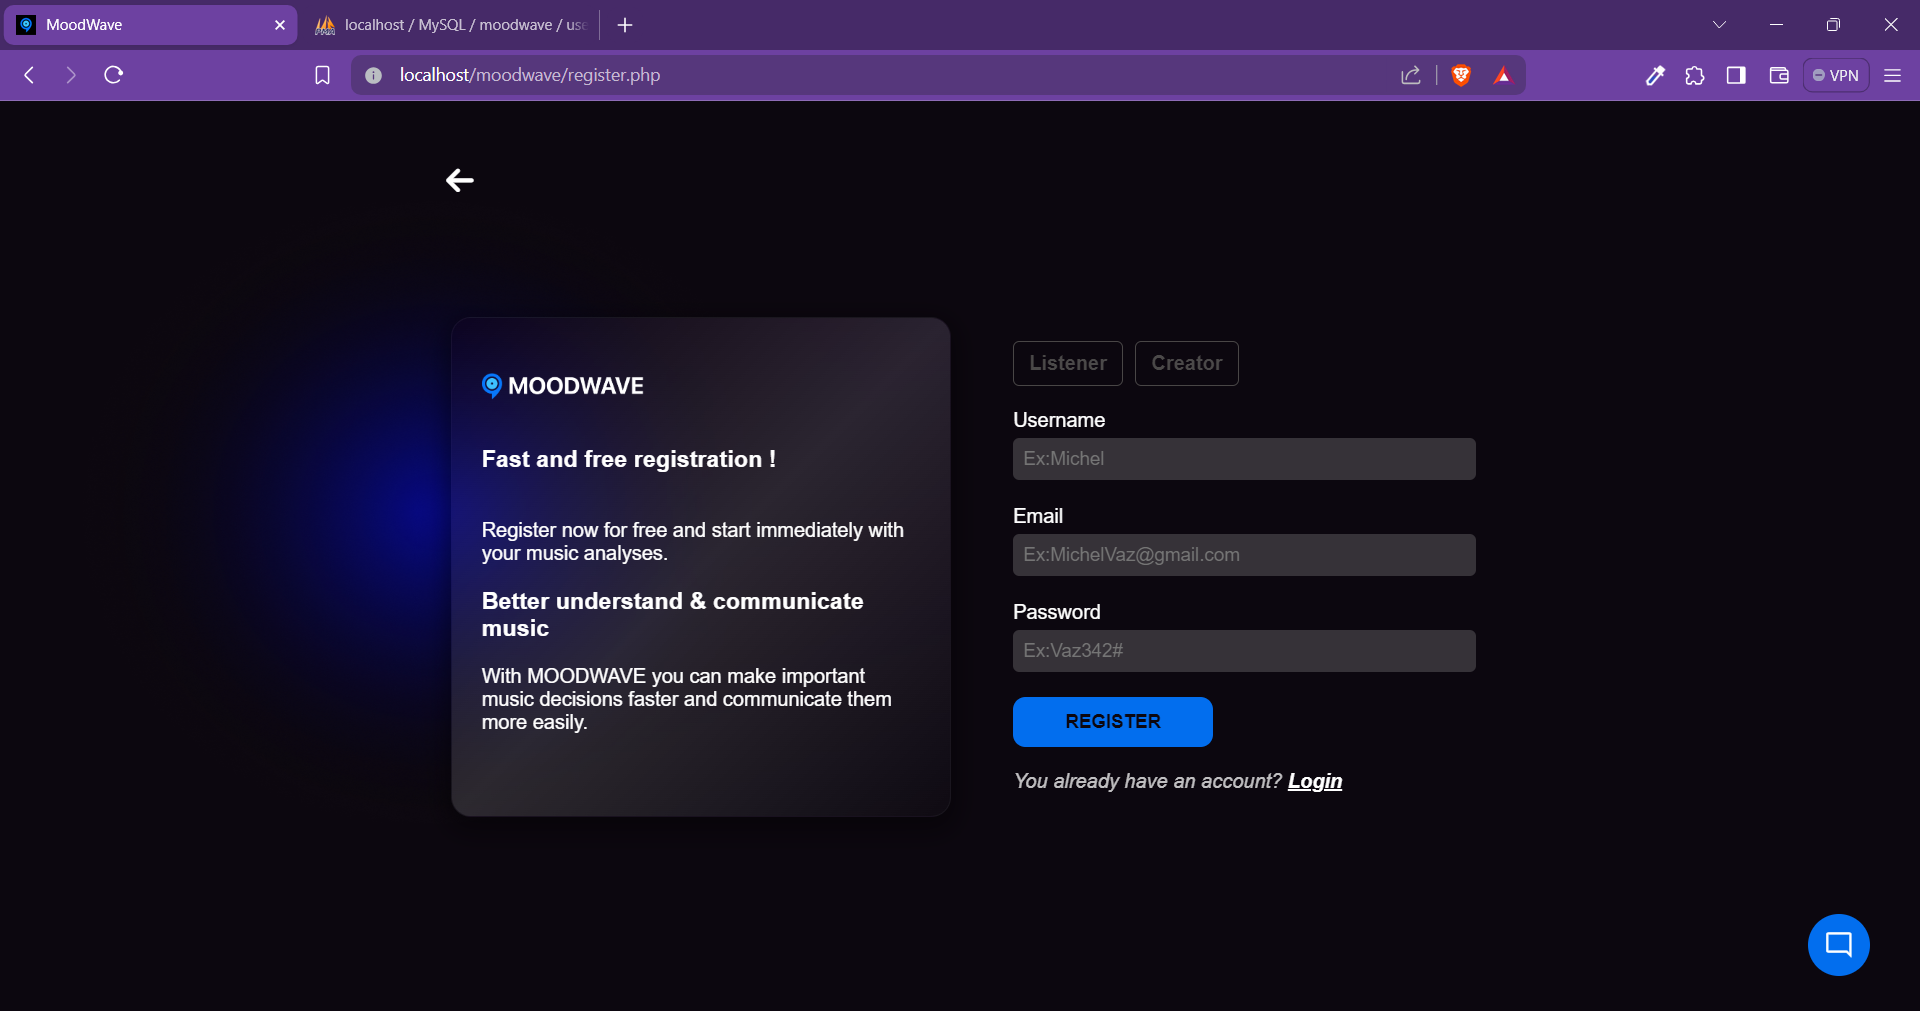 MoodWave
localhost / MySQL / moodwave / use
localhost/moodwave/register.php
VPN
MOODWAVE
Fast and free registration !
Register now for free and start immediately with
your music analyses.
Better understand & communicate
music
With MOODWAVE you can make important
music decisions faster and communicate them
more easily.
Listener Creator
Username
Ex:Michel
Email
Ex:MichelVaz@gmail.com
Password
Ex:Vaz342#
REGISTER
You already have an account? Login